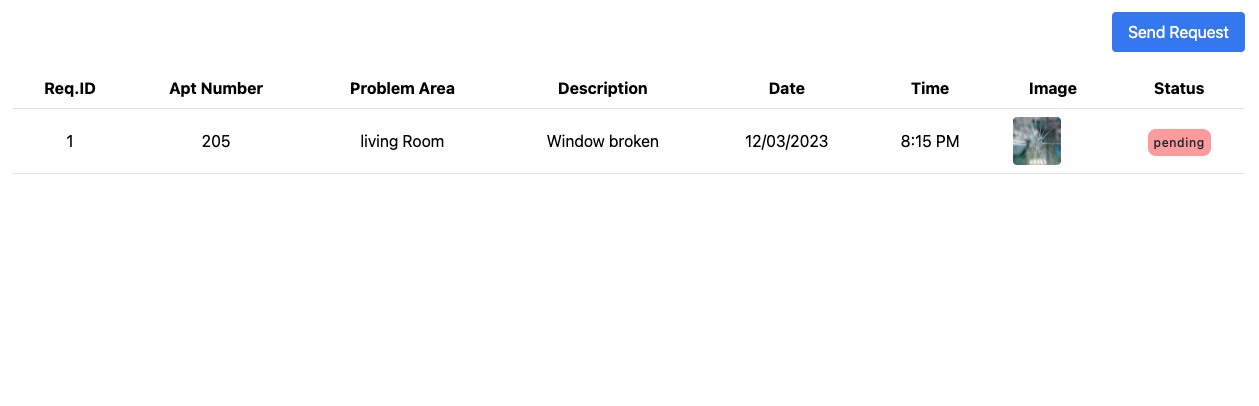 Send Request
Req.ID Apt Number Problem Area Description Date Time Image Status
1 205 living Room Window broken 12/03/2023 8:15 PM pending